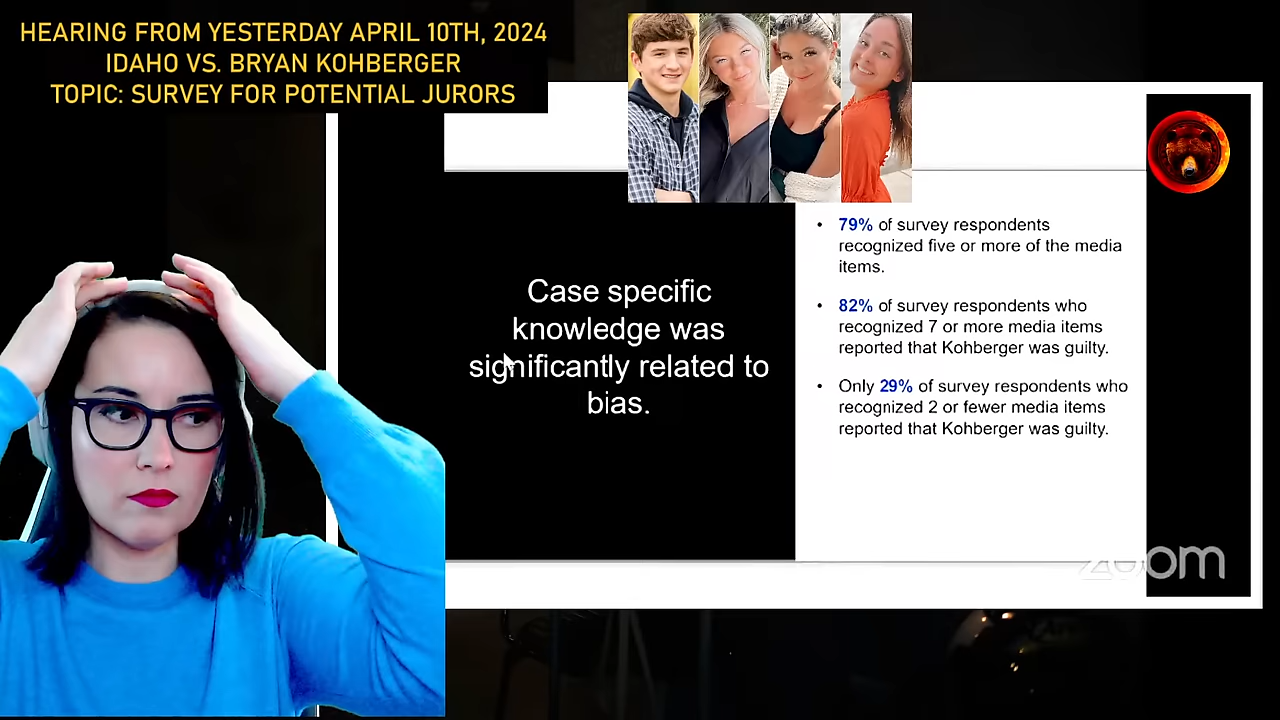 HEARING FROM YESTERDAY APRIL 10TH, 2024
IDAHO VS. BRYAN KOHBERGER
TOPIC: SURVEY FOR POTENTIAL JURORS
Case specific
knowledge was
significantly related to
bias.
• 79% of survey respondents
recognized five or more of the media
items.
• 82% of survey respondents who
recognized 7 or more media items
reported that Kohberger was guilty.
• Only 29% of survey respondents who
recognized 2 or fewer media items
reported that Kohberger was guilty.
zoom